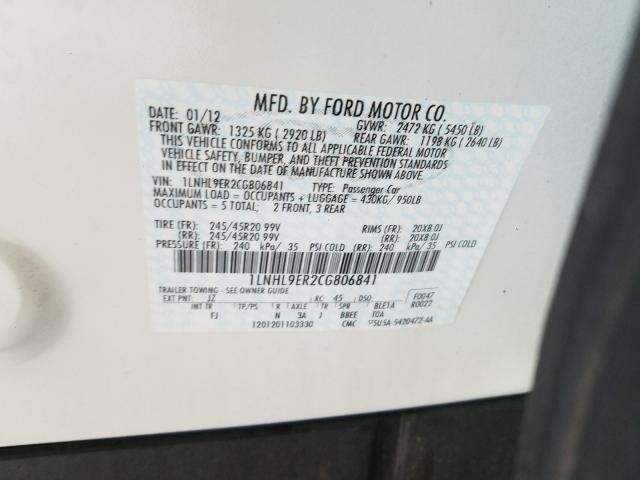 MFD. BY FORD MOTOR CO.
DATE: 01/12 GVWR: 2472 KG ( 5450 LB)
FRONT GAWR: 1325 KG ( 2920 LB) REAR GAWR: 1198 KG ( 2640 LB)
THIS VEHICLE CONFORMS TO ALL APPLICABLE FEDERAL MOTOR
VEHICLE SAFETY, BUMPER, AND THEFT PREVENTION STANDARDS
IN EFFECT ON THE DATE OF MANUFACTURE SHOWN ABOVE.
VIN: 1LNHL9ER2CG806841 TYPE: Passenger Car
MAXIMUM LOAD = OCCUPANTS + LUGGAGE = 430KG/ 950LB
OCCUPANTS = 5 TOTAL: 2 FRONT, 3 REAR
TIRE (FR): 245/45R20 99V RIMS (FR): 20X8.0J
(RR): 245/45R20 99V (RR): 20X8.0J
PRESSURE (FR): 240 kPa/ 35 PSI COLD (RR): 240 kPa/35 PSI COLD
1LNHL9ER2CG806841
TRAILER TOWING - SEE OWNER GUIDE
EXT PNT: JZ RC: 45 DSO: F0047
INT TR TP/PS R AXLE TR SPR BLETA R0022
FJ N 3A J BBEE TOA
1201201103330 CMC 5U5A-5420472-AA